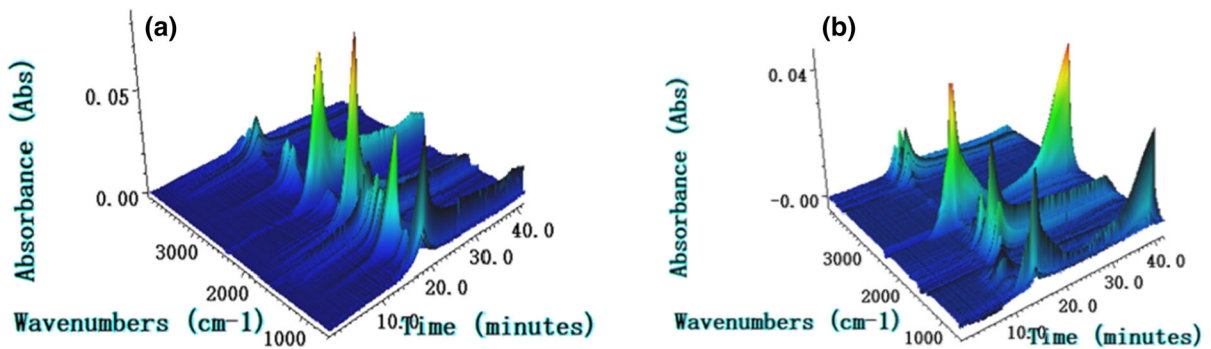 (a)
Absorbance (Abs)
0.05
0.00
3000
2000
1000
Wavenumbers (cm-1)
10.0
20.0
30.0
40.0
Time (minutes)
(b)
Absorbance (Abs)
0.04
-0.00
3000
2000
1000
Wavenumbers (cm-1)
10.0
20.0
30.0
40.0
Time (minutes)